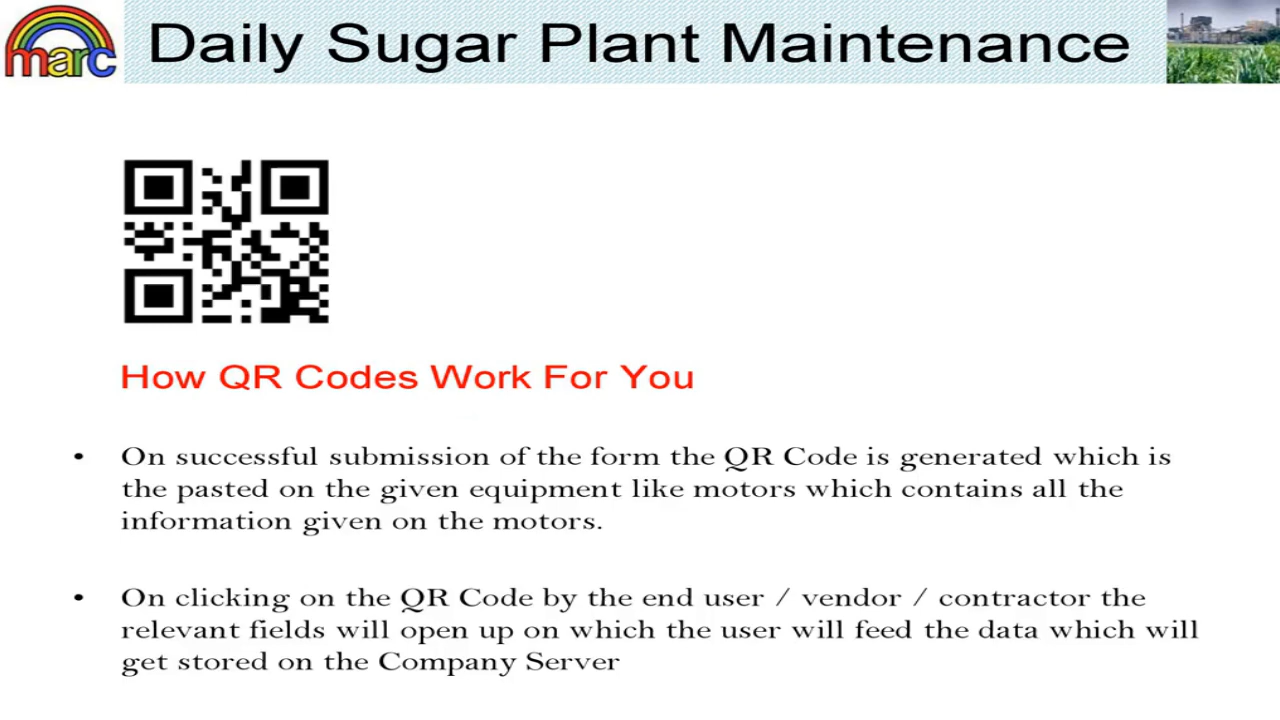 marc
Daily Sugar Plant Maintenance
How QR Codes Work For You
• On successful submission of the form the QR Code is generated which is
the pasted on the given equipment like motors which contains all the
information given on the motors.
• On clicking on the QR Code by the end user / vendor / contractor the
relevant fields will open up on which the user will feed the data which will
get stored on the Company Server